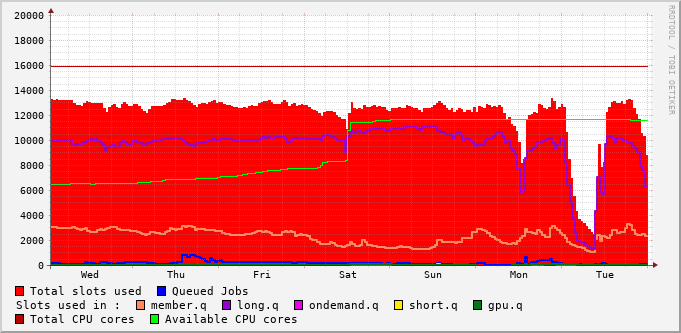 20000
18000
16000
14000
12000
10000
8000
6000
4000
2000
0
Wed Thu Fri Sat Sun Mon Tue
RRDTOOL / TOBI OETIKER
Total slots used Queued Jobs
Slots used in : member.q long.q ondemand.q short.q gpu.q
Total CPU cores Available CPU cores